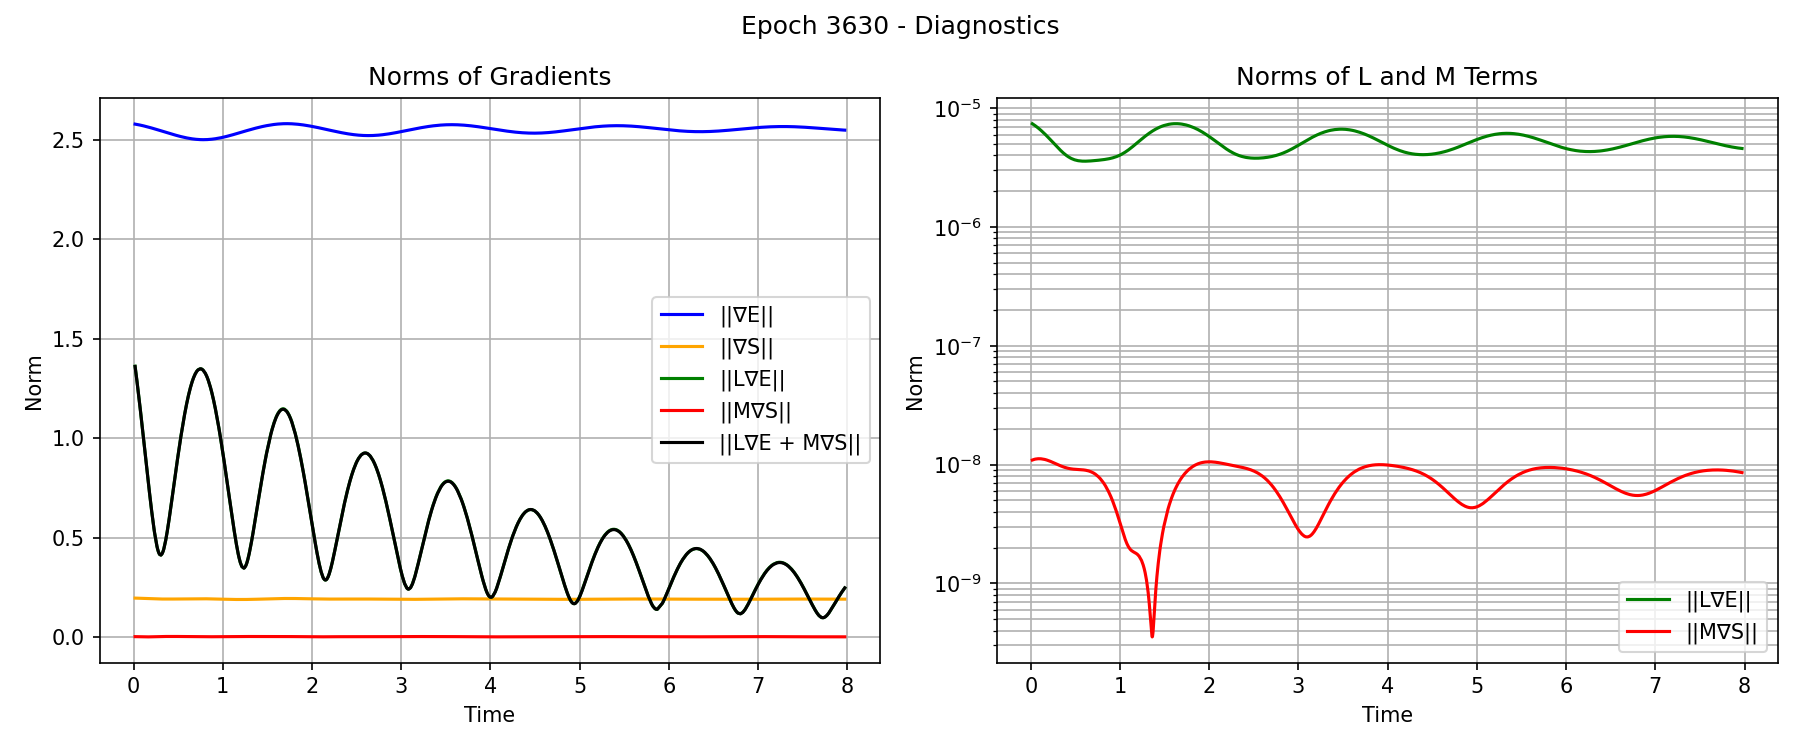 Epoch 3630 - Diagnostics
Norms of Gradients
Norm
2.5
2.0
1.5
1.0
0.5
0.0
0 1 2 3 4 5 6 7 8
Time
||∇E||
||∇S||
||L∇E||
||M∇S||
||L∇E + M∇S||
Norms of L and M Terms
Norm
10⁻⁵
10⁻⁶
10⁻⁷
10⁻⁸
10⁻⁹
0 1 2 3 4 5 6 7 8
Time
||L∇E||
||M∇S||